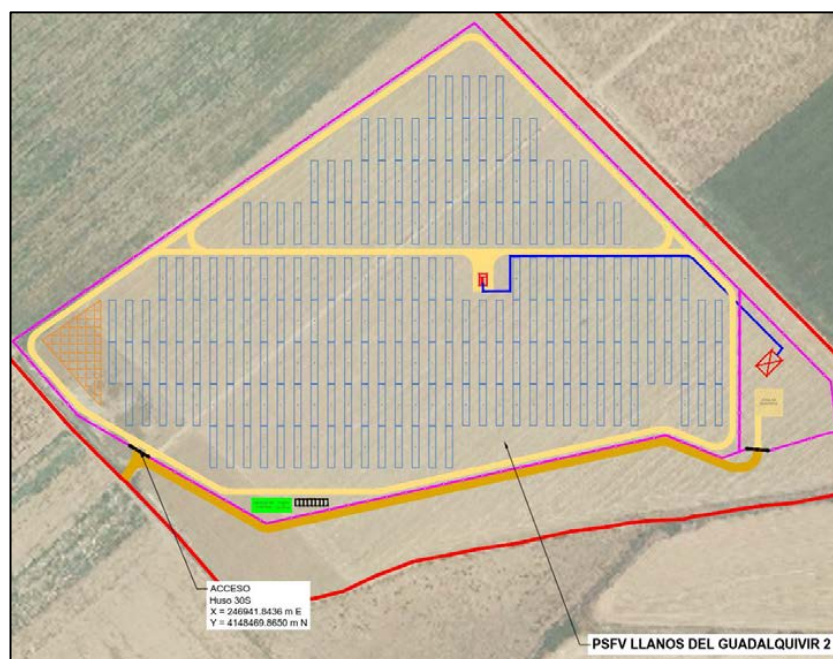 ACCESO
Huso 30S
X = 246941.8436 m E
Y = 4148469.8650 m N
PSFV LLANOS DEL GUADALQUIVIR 2